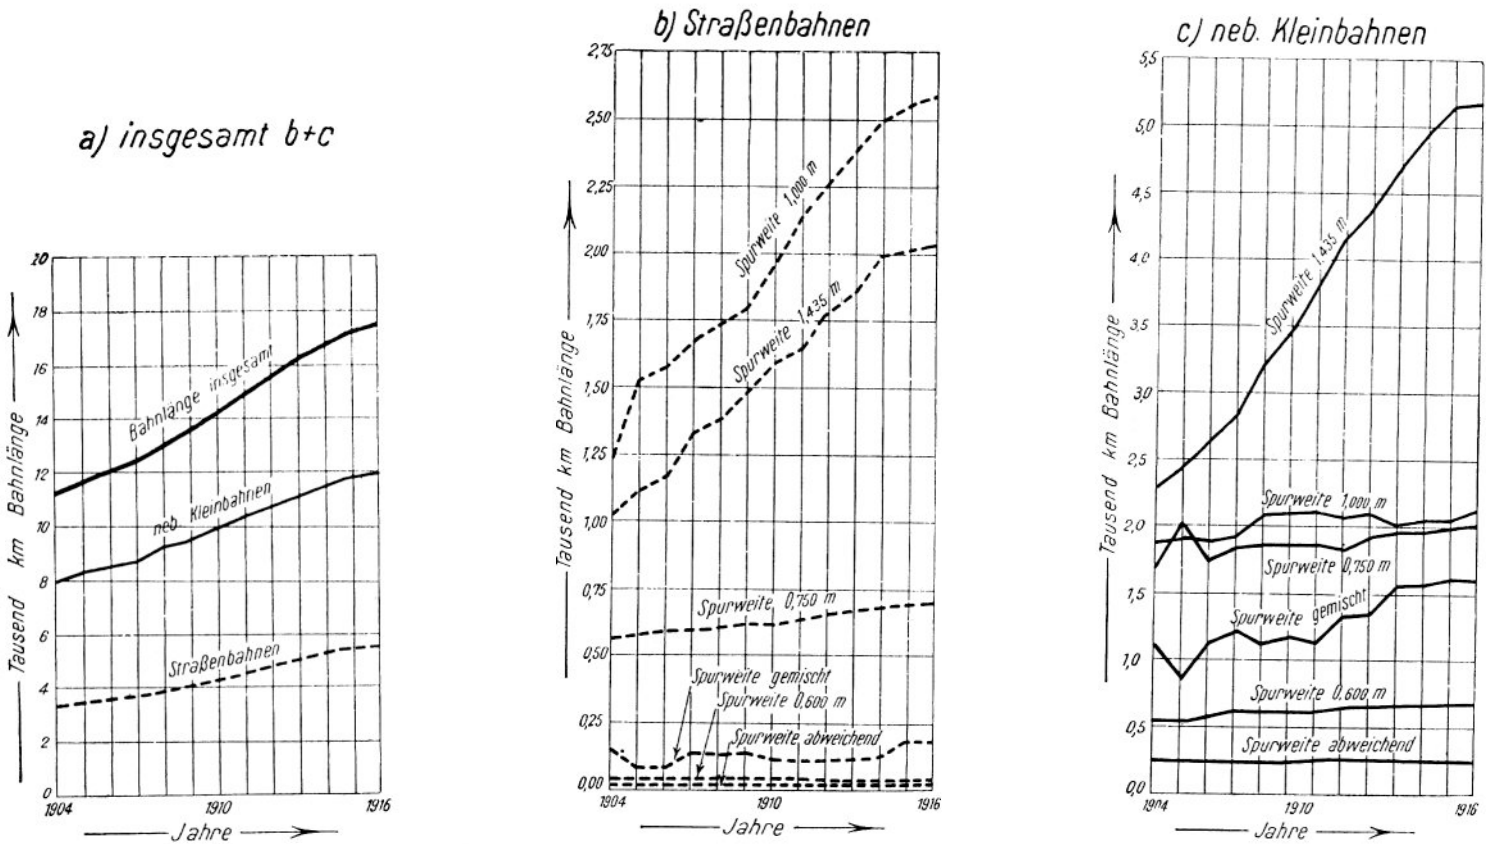 a) insgesamt b+c
20
18
16
14
12
10
8
6
4
2
0
Tausend km Bahnlänge
Bahnlänge insgesamt
neb. Kleinbahnen
Straßenbahnen
1904 1910 1916
Jahre
b) Straßenbahnen
2,75
2,50
2,25
2,00
1,75
1,50
1,25
1,00
0,75
0,50
0,25
0,00
Tausend km Bahnlänge
Spurweite 1,000 m
Spurweite 1,435 m
Spurweite 0,750 m
Spurweite gemischt
Spurweite 0,600 m
Spurweite abweichend
1904 1910 1916
Jahre
c) neb. Kleinbahnen
5,5
5,0
4,5
4,0
3,5
3,0
2,5
2,0
1,5
1,0
0,5
0,0
Tausend km Bahnlänge
Spurweite 1.435 m
Spurweite 1,000 m
Spurweite 0,750 m
Spurweite gemischt
Spurweite 0.600 m
Spurweite abweichend
1904 1910 1916
Jahre